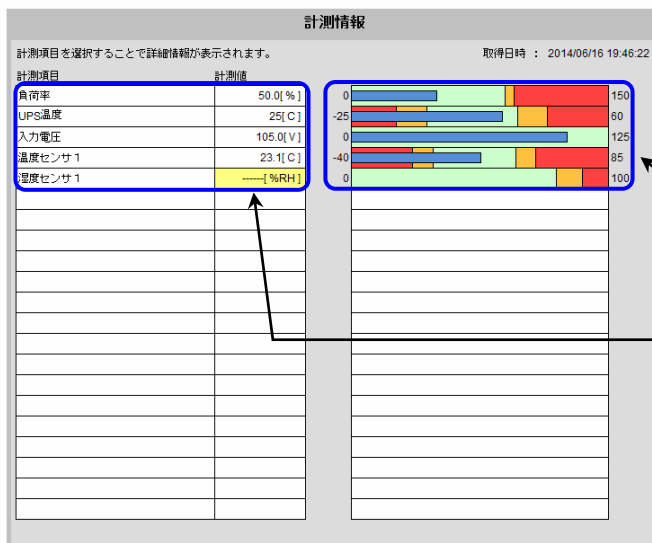 計測情報
計測項目を選択することで詳細情報が表示されます。 取得日時 : 2014/06/16 19:46:22
計測項目 計測値
負荷率 50.0[ % ] 0 150
UPS温度 25[ C ] -25 60
入力電圧 105.0[ V ] 0 125
温度センサ1 23.1[ C ] -40 85
湿度センサ1 ------[ %RH ] 0 100